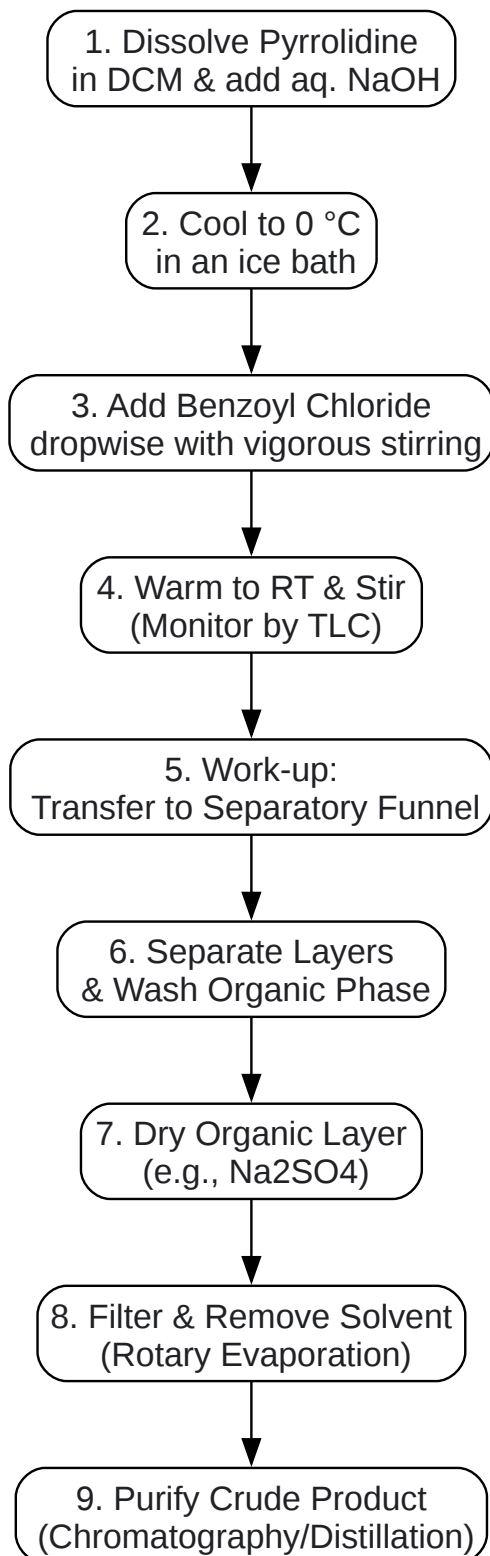 1. Dissolve Pyrrolidine
in DCM & add aq. NaOH
2. Cool to 0 °C
in an ice bath
3. Add Benzoyl Chloride
dropwise with vigorous stirring
4. Warm to RT & Stir
(Monitor by TLC)
5. Work-up:
Transfer to Separatory Funnel
6. Separate Layers
& Wash Organic Phase
7. Dry Organic Layer
(e.g., Na2SO4)
8. Filter & Remove Solvent
(Rotary Evaporation)
9. Purify Crude Product
(Chromatography/Distillation)